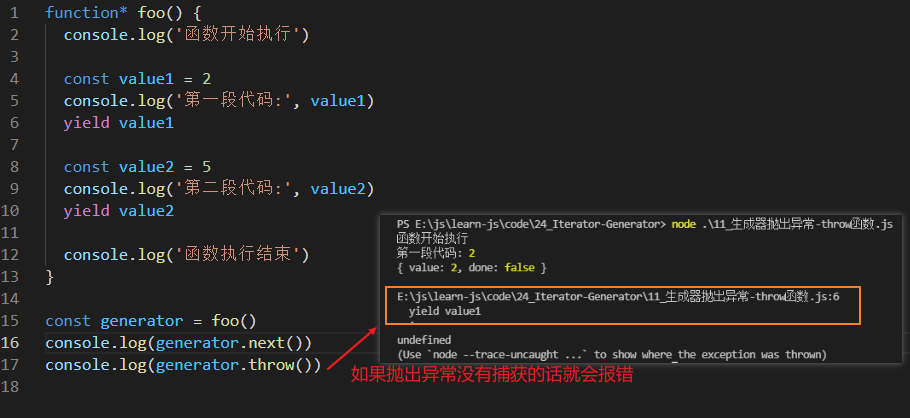 1 function* foo() {
2 console.log('函数开始执行')
3
4 const value1 = 2
5 console.log('第一段代码:', value1)
6 yield value1
7
8 const value2 = 5
9 console.log('第二段代码:', value2)
10 yield value2
11
12 console.log('函数执行结束')
13 }
14
15 const generator = foo()
16 console.log(generator.next())
17 console.log(generator.throw())
18
PS E:\js\learn-js\code\24_Iterator-Generator> node .\11_生成器抛出异常-throw函数.js
函数开始执行
第一段代码: 2
{ value: 2, done: false }
E:\js\learn-js\code\24_Iterator-Generator\11_生成器抛出异常-throw函数.js:6
yield value1
undefined
(Use `node --trace-uncaught ...` to show where the exception was thrown)
如果抛出异常没有捕获的话就会报错